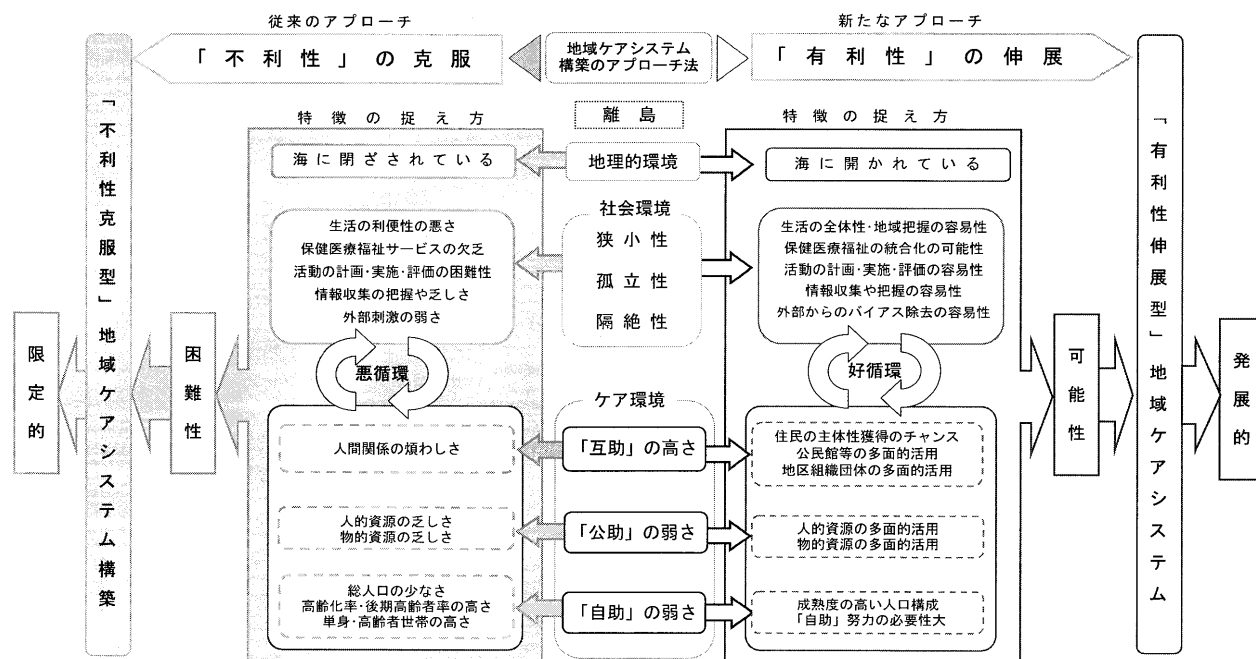 従来のアプローチ
「不利性」の克服
地域ケアシステム
構築のアプローチ法
新たなアプローチ
「有利性」の伸展
限定的
「不利性克服型」地域ケアシステム構築
困難性
特徴の捉え方
海に閉ざされている
生活の利便性の悪さ
保健医療福祉サービスの欠乏
活動の計画・実施・評価の困難性
情報収集の把握や乏しさ
外部刺激の弱さ
悪循環
人間関係の煩わしさ
人的資源の乏しさ
物的資源の乏しさ
総人口の少なさ
高齢化率・後期高齢者率の高さ
単身・高齢者世帯の高さ
離島
地理的環境
社会環境
狭小性
孤立性
隔絶性
ケア環境
「互助」の高さ
「公助」の弱さ
「自助」の弱さ
特徴の捉え方
海に開かれている
生活の全体性・地域把握の容易性
保健医療福祉の統合化の可能性
活動の計画・実施・評価の容易性
情報収集や把握の容易性
外部からのバイアス除去の容易性
好循環
住民の主体性獲得のチャンス
公民館等の多面的活用
地区組織団体の多面的活用
人的資源の多面的活用
物的資源の多面的活用
成熟度の高い人口構成
「自助」努力の必要性大
可能性
「有利性伸展型」地域ケアシステム
発展的